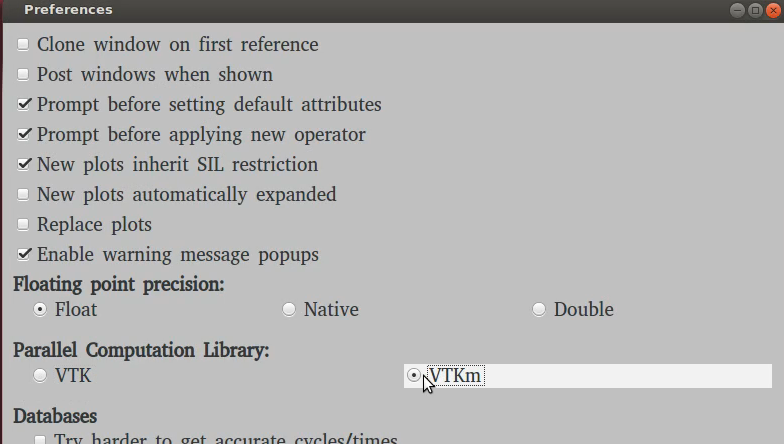 Preferences
Clone window on first reference
Post windows when shown
Prompt before setting default attributes
Prompt before applying new operator
New plots inherit SIL restriction
New plots automatically expanded
Replace plots
Enable warning message popups
Floating point precision:
Float Native Double
Parallel Computation Library:
VTK VTKm
Databases
Try harder to get accurate cycles/times